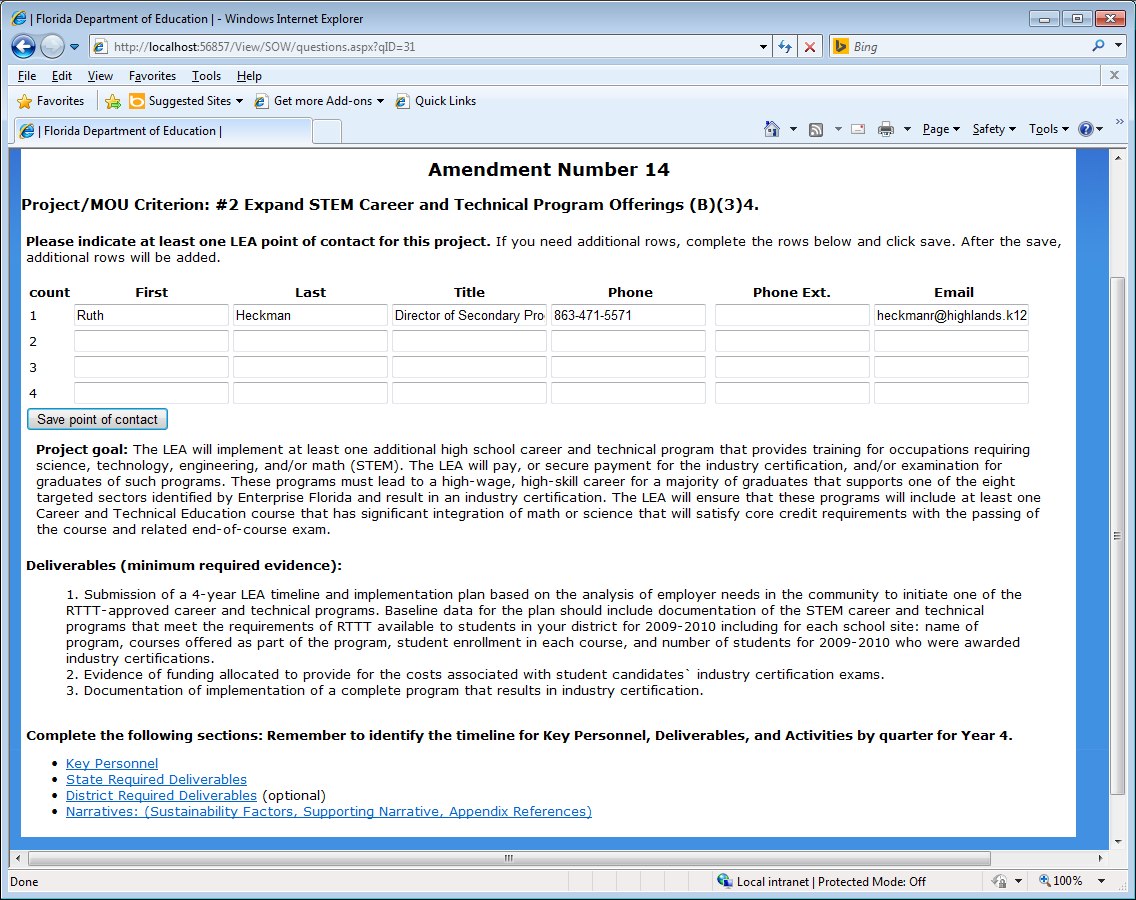 | Florida Department of Education | - Windows Internet Explorer
http://localhost:56857/View/SOW/questions.aspx?qID=31
Bing
File Edit View Favorites Tools Help
X
Favorites Suggested Sites Get more Add-ons Quick Links
| Florida Department of Education |
Page Safety Tools
Amendment Number 14
Project/MOU Criterion: #2 Expand STEM Career and Technical Program Offerings (B)(3)4.
Please indicate at least one LEA point of contact for this project. If you need additional rows, complete the rows below and click save. After the save,
additional rows will be added.
count First Last Title Phone Phone Ext. Email
1 Ruth Heckman Director of Secondary Pro 863-471-5571 heckmanr@highlands.k12
2
3
4
Save point of contact
Project goal: The LEA will implement at least one additional high school career and technical program that provides training for occupations requiring
science, technology, engineering, and/or math (STEM). The LEA will pay, or secure payment for the industry certification, and/or examination for
graduates of such programs. These programs must lead to a high-wage, high-skill career for a majority of graduates that supports one of the eight
targeted sectors identified by Enterprise Florida and result in an industry certification. The LEA will ensure that these programs will include at least one
Career and Technical Education course that has significant integration of math or science that will satisfy core credit requirements with the passing of
the course and related end-of-course exam.
Deliverables (minimum required evidence):
1. Submission of a 4-year LEA timeline and implementation plan based on the analysis of employer needs in the community to initiate one of the
RTTT-approved career and technical programs. Baseline data for the plan should include documentation of the STEM career and technical
programs that meet the requirements of RTTT available to students in your district for 2009-2010 including for each school site: name of
program, courses offered as part of the program, student enrollment in each course, and number of students for 2009-2010 who were awarded
industry certifications.
2. Evidence of funding allocated to provide for the costs associated with student candidates` industry certification exams.
3. Documentation of implementation of a complete program that results in industry certification.
Complete the following sections: Remember to identify the timeline for Key Personnel, Deliverables, and Activities by quarter for Year 4.
• Key Personnel
• State Required Deliverables
• District Required Deliverables (optional)
• Narratives: (Sustainability Factors, Supporting Narrative, Appendix References)
Done Local intranet | Protected Mode: Off 100%